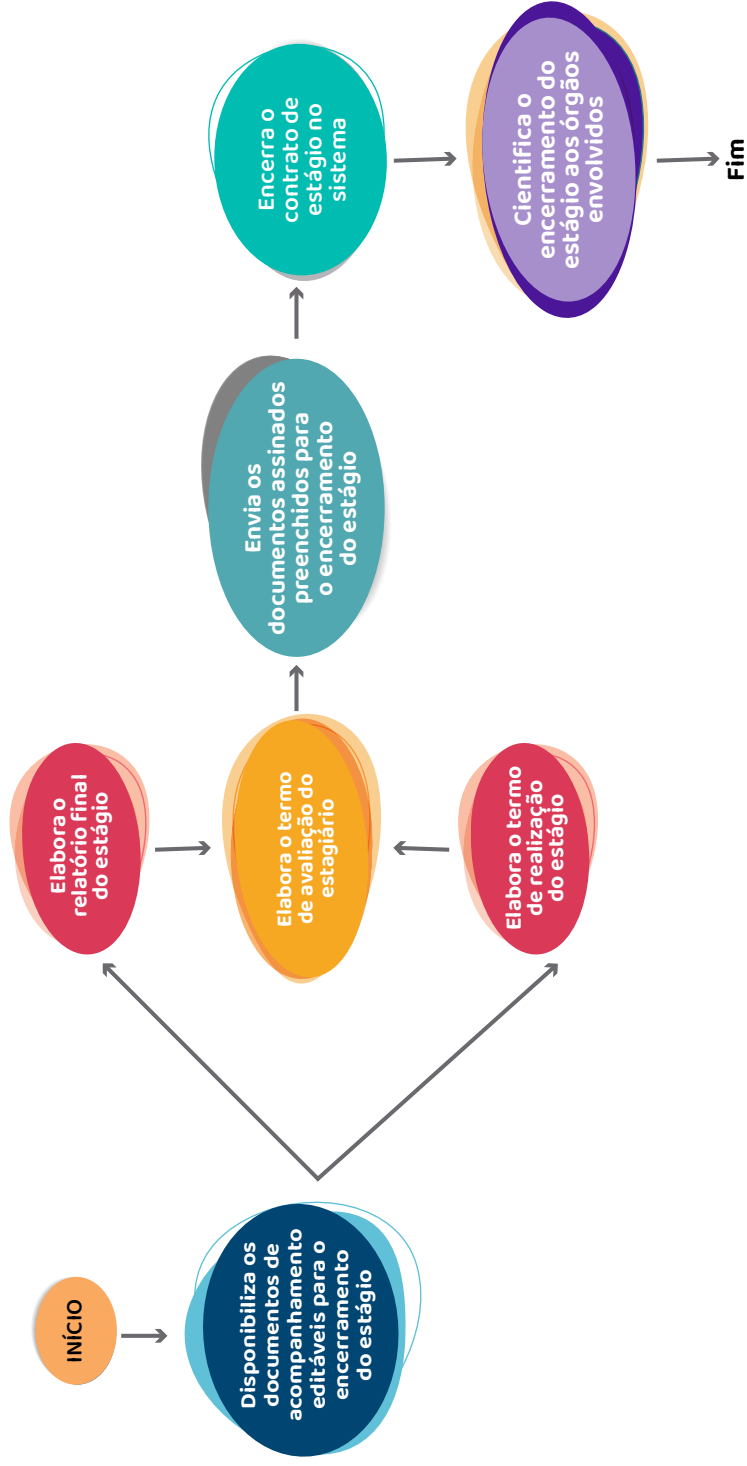 INÍCIO
Disponibiliza os
documentos de
acompanhamento
editáveis para o
encerramento
do estágio
Elabora o
relatório final
do estágio
Elabora o termo
de avaliação do
estagiário
Elabora o termo
de realização
do estágio
Envia os
documentos assinados
preenchidos para
o encerramento
do estágio
Encerra o
contrato de
estágio no
sistema
Cientifica o
encerramento do
estágio aos órgãos
envolvidos
Fim